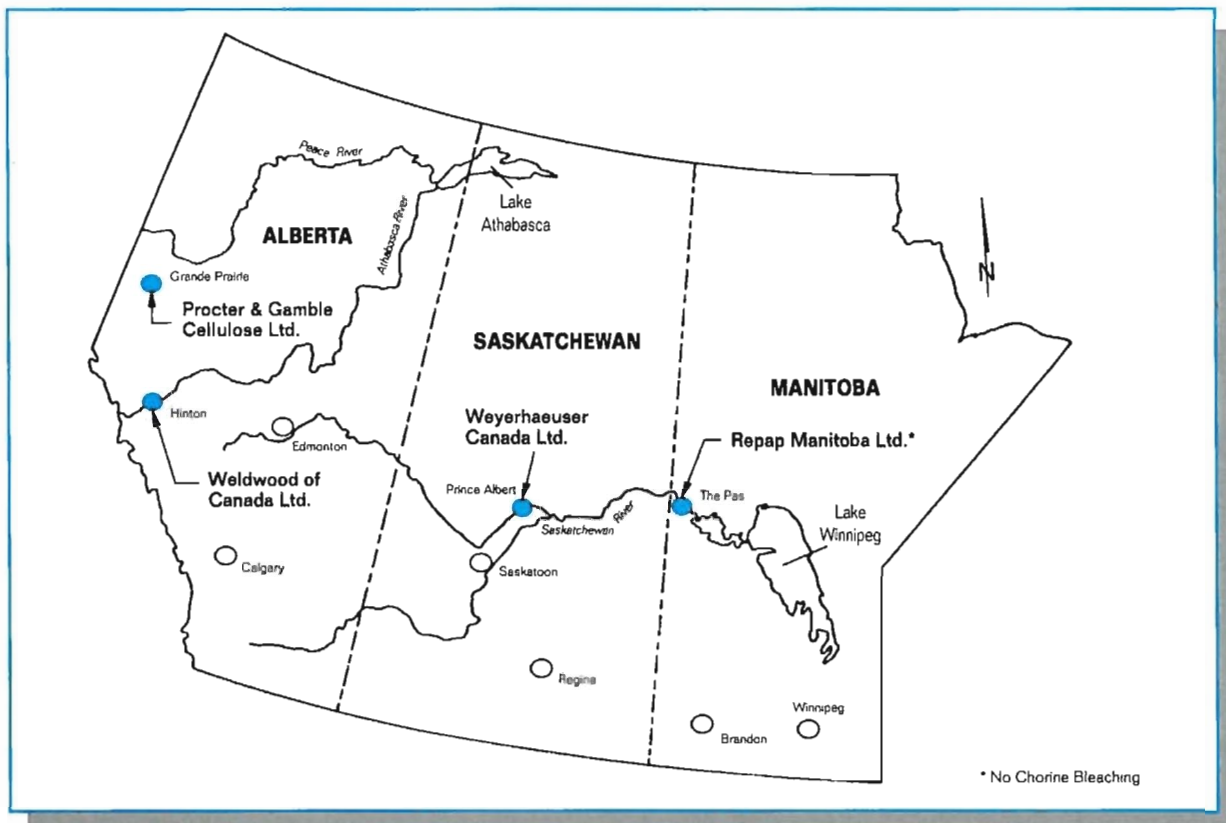 Peace River
Lake
Athabasca
ALBERTA
Athabasca River
N
Grande Prairie
Procter & Gamble
Cellulose Ltd.
SASKATCHEWAN
MANITOBA
Hinton
Edmonton
Weyerhaeuser
Canada Ltd.
Repap Manitoba Ltd.*
Weldwood of
Canada Ltd.
Prince Albert
The Pas
Saskatchewan River
Lake
Winnipeg
Calgary
Saskatoon
Regina
Winnipeg
Brandon
* No Chorine Bleaching